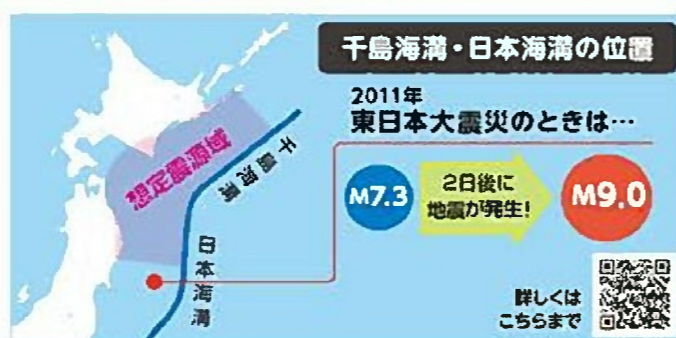 千島海溝・日本海溝の位置
2011年
東日本大震災のときは…
M7.3
2日後に
地震が発生!
M9.0
想定震源域
千島海溝
日本海溝
詳しくは
こちらまで